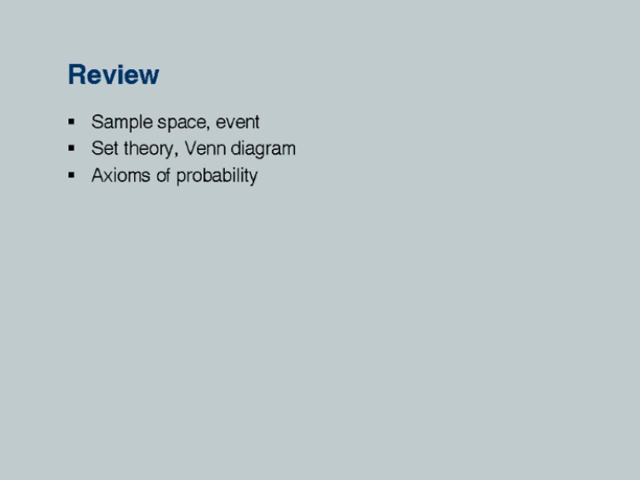 Review
▪ Sample space, event
▪ Set theory, Venn diagram
▪ Axioms of probability